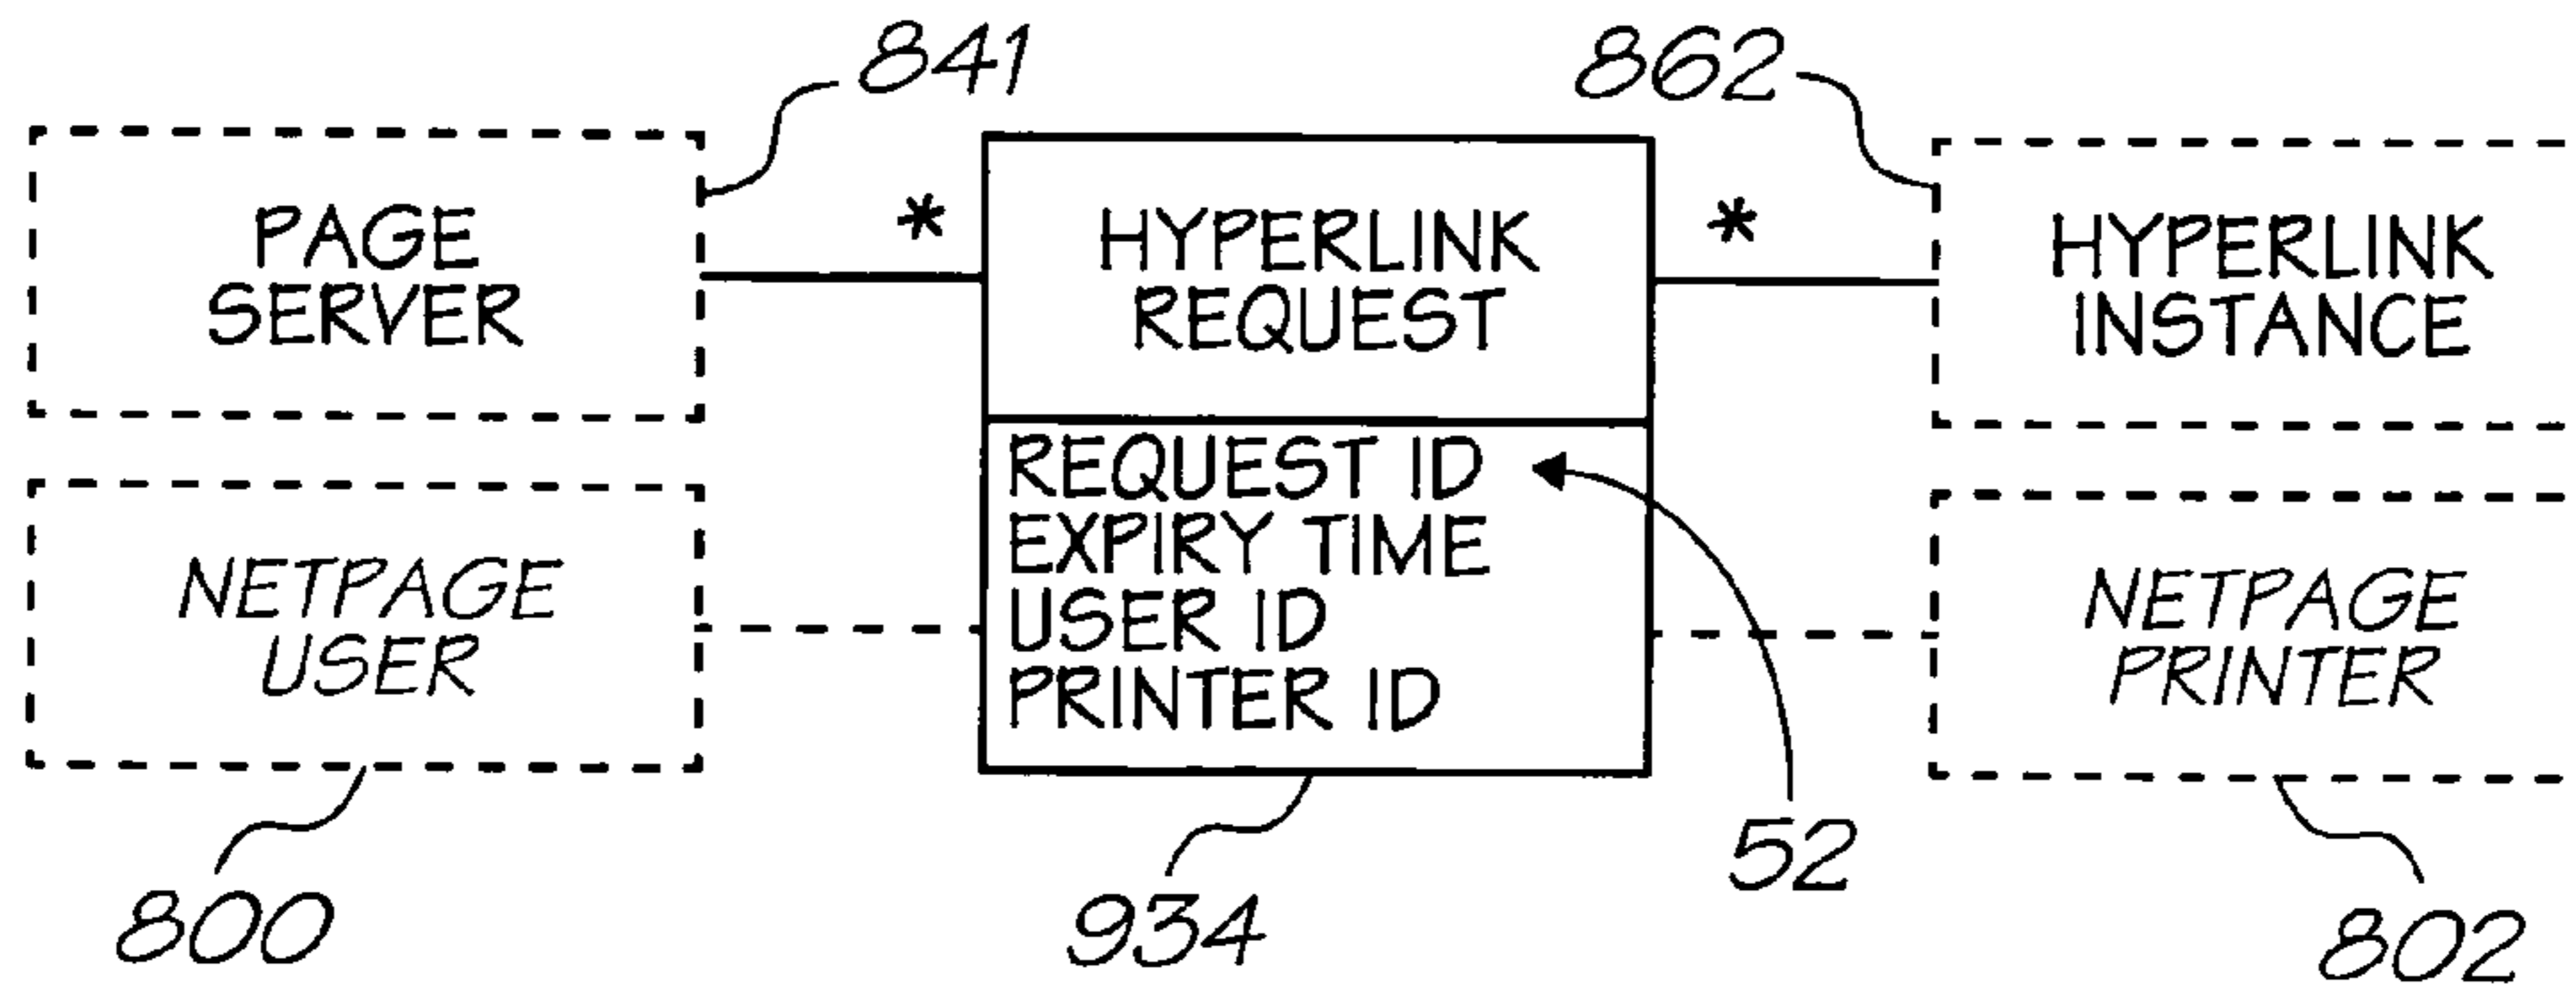 841
862
PAGE
SERVER
*
HYPERLINK
REQUEST
*
HYPERLINK
INSTANCE
NETPAGE
USER
REQUEST ID
EXPIRY TIME
USER ID
PRINTER ID
NETPAGE
PRINTER
52
800
934
802